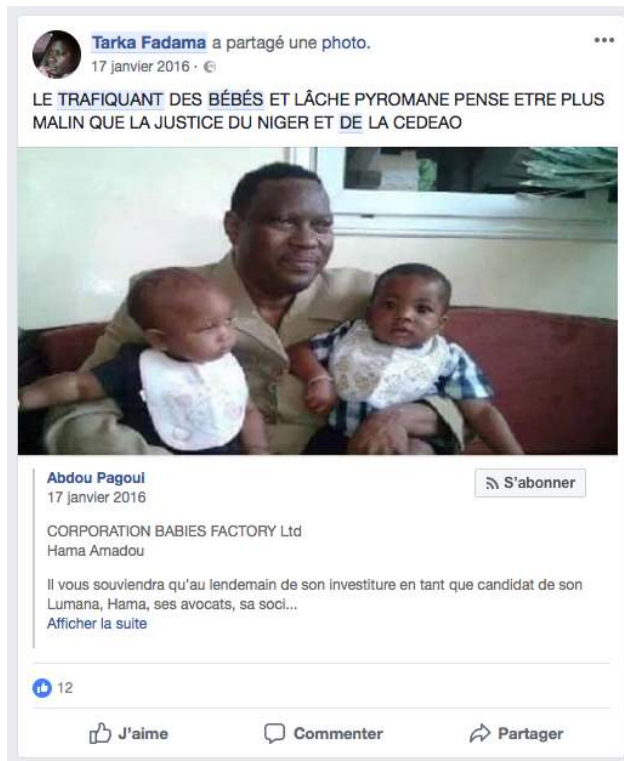 Tarka Fadama a partagé une photo.
17 janvier 2016 ·
LE TRAFIQUANT DES BÉBÉS ET LÂCHE PYROMANE PENSE ETRE PLUS
MALIN QUE LA JUSTICE DU NIGER ET DE LA CEDEAO
Abdou Pagoui
17 janvier 2016
S'abonner
CORPORATION BABIES FACTORY Ltd
Hama Amadou
Il vous souviendra qu'au lendemain de son investiture en tant que candidat de son
Lumana, Hama, ses avocats, sa soci...
Afficher la suite
12
J'aime
Commenter
Partager